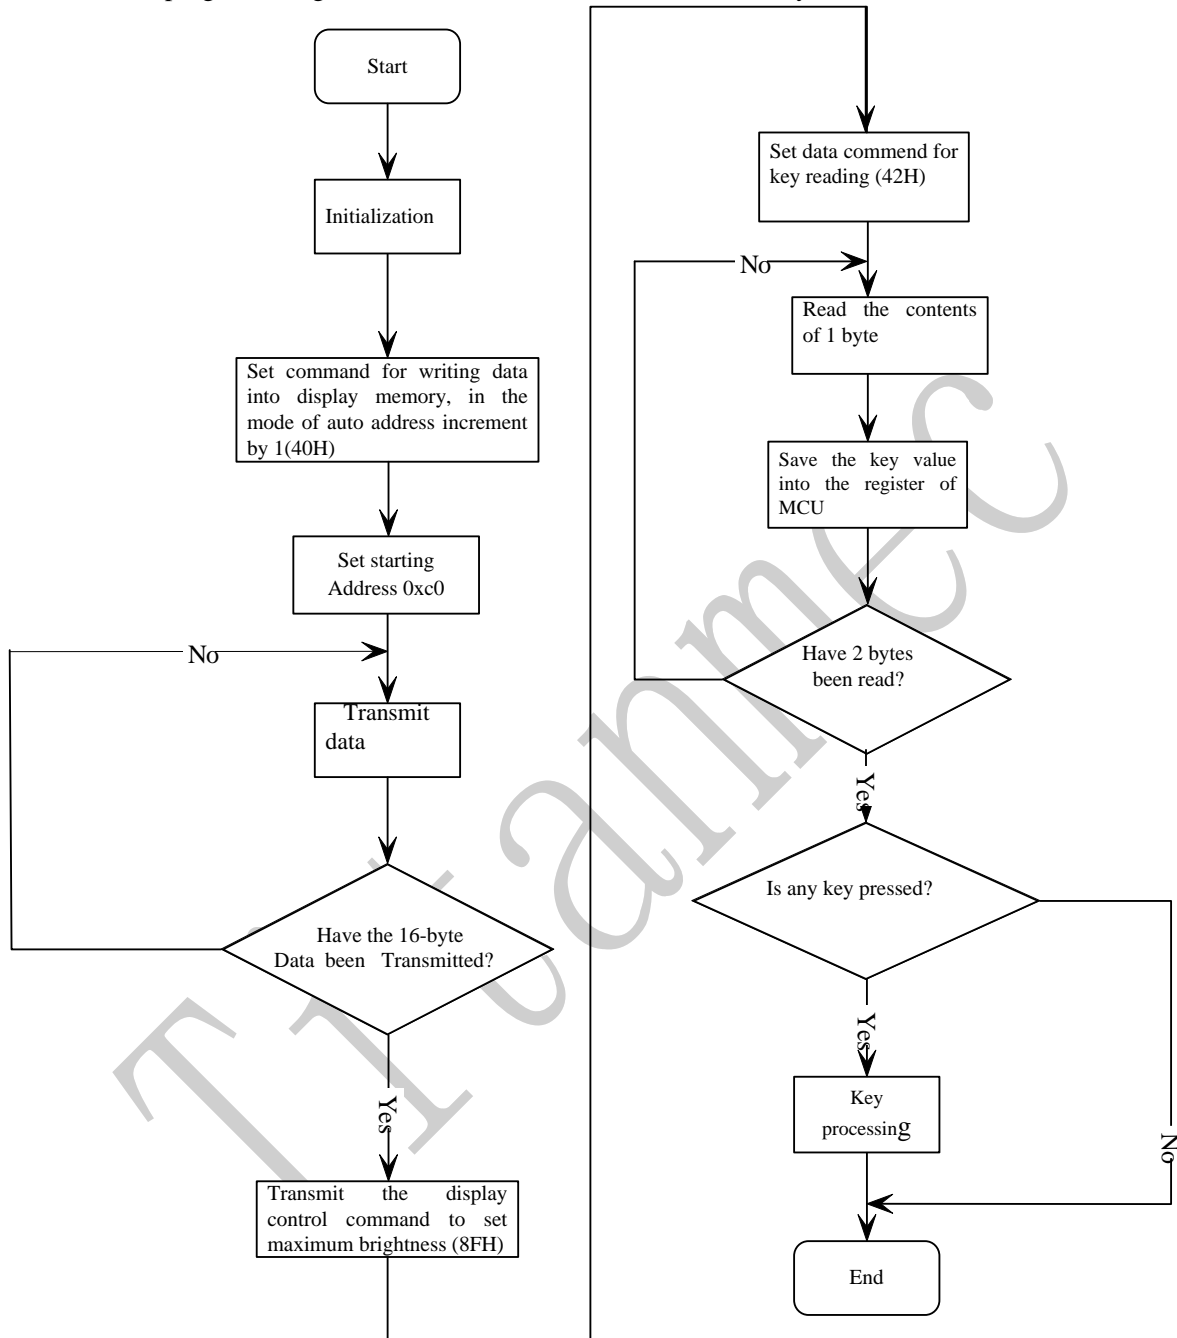 Start
Initialization
Set command for writing data
into display memory, in the
mode of auto address increment
by 1(40H)
Set starting
Address 0xc0
No
Transmit
data
Have the 16-byte
Data been Transmitted?
Yes
Transmit the display
control command to set
maximum brightness (8FH)
Set data commend for
key reading (42H)
No
Read the contents
of 1 byte
Save the key value
into the register of
MCU
Have 2 bytes
been read?
Yes
Is any key pressed?
Yes
No
Key
processing
End
Titanmec